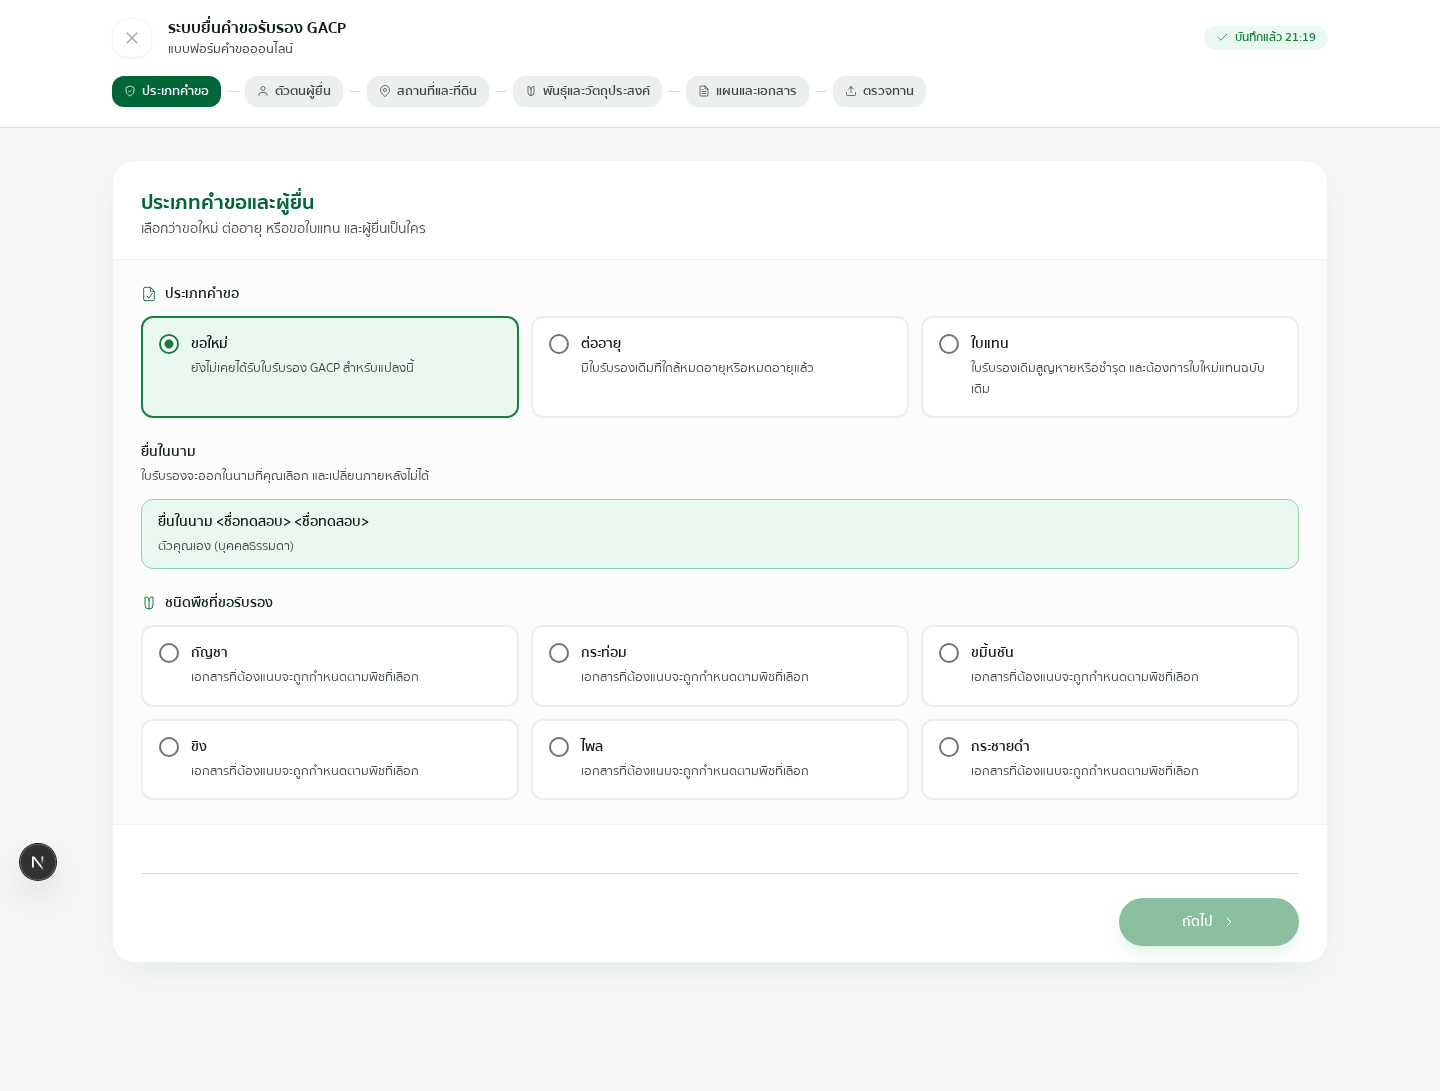 ระบบยื่นคำขอรับรอง GACP
แบบฟอร์มคำขอออนไลน์
บันทึกแล้ว 21:19
ประเภทคำขอ
ตัวตนผู้ยื่น
สถานที่และที่ดิน
พันธุ์และวัตถุประสงค์
แผนและเอกสาร
ตรวจทาน
ประเภทคำขอและผู้ยื่น
เลือกว่าขอใหม่ ต่ออายุ หรือขอใบแทน และผู้ยื่นเป็นใคร
ประเภทคำขอ
ขอใหม่
ยังไม่เคยได้รับใบรับรอง GACP สำหรับแปลงนี้
ต่ออายุ
มีใบรับรองเดิมที่ใกล้หมดอายุหรือหมดอายุแล้ว
ใบแทน
ใบรับรองเดิมสูญหายหรือชำรุด และต้องการใบใหม่แทนฉบับ
เดิม
ยื่นในนาม
ใบรับรองจะออกในนามที่คุณเลือก และเปลี่ยนภายหลังไม่ได้
ยื่นในนาม <ชื่อทดสอบ> <ชื่อทดสอบ>
ตัวคุณเอง (บุคคลธรรมดา)
ชนิดพืชที่ขอรับรอง
กัญชา
เอกสารที่ต้องแนบจะถูกกำหนดตามพืชที่เลือก
กระท่อม
เอกสารที่ต้องแนบจะถูกกำหนดตามพืชที่เลือก
ขมิ้นชัน
เอกสารที่ต้องแนบจะถูกกำหนดตามพืชที่เลือก
ขิง
เอกสารที่ต้องแนบจะถูกกำหนดตามพืชที่เลือก
ไพล
เอกสารที่ต้องแนบจะถูกกำหนดตามพืชที่เลือก
กระชายดำ
เอกสารที่ต้องแนบจะถูกกำหนดตามพืชที่เลือก
N
ถัดไป